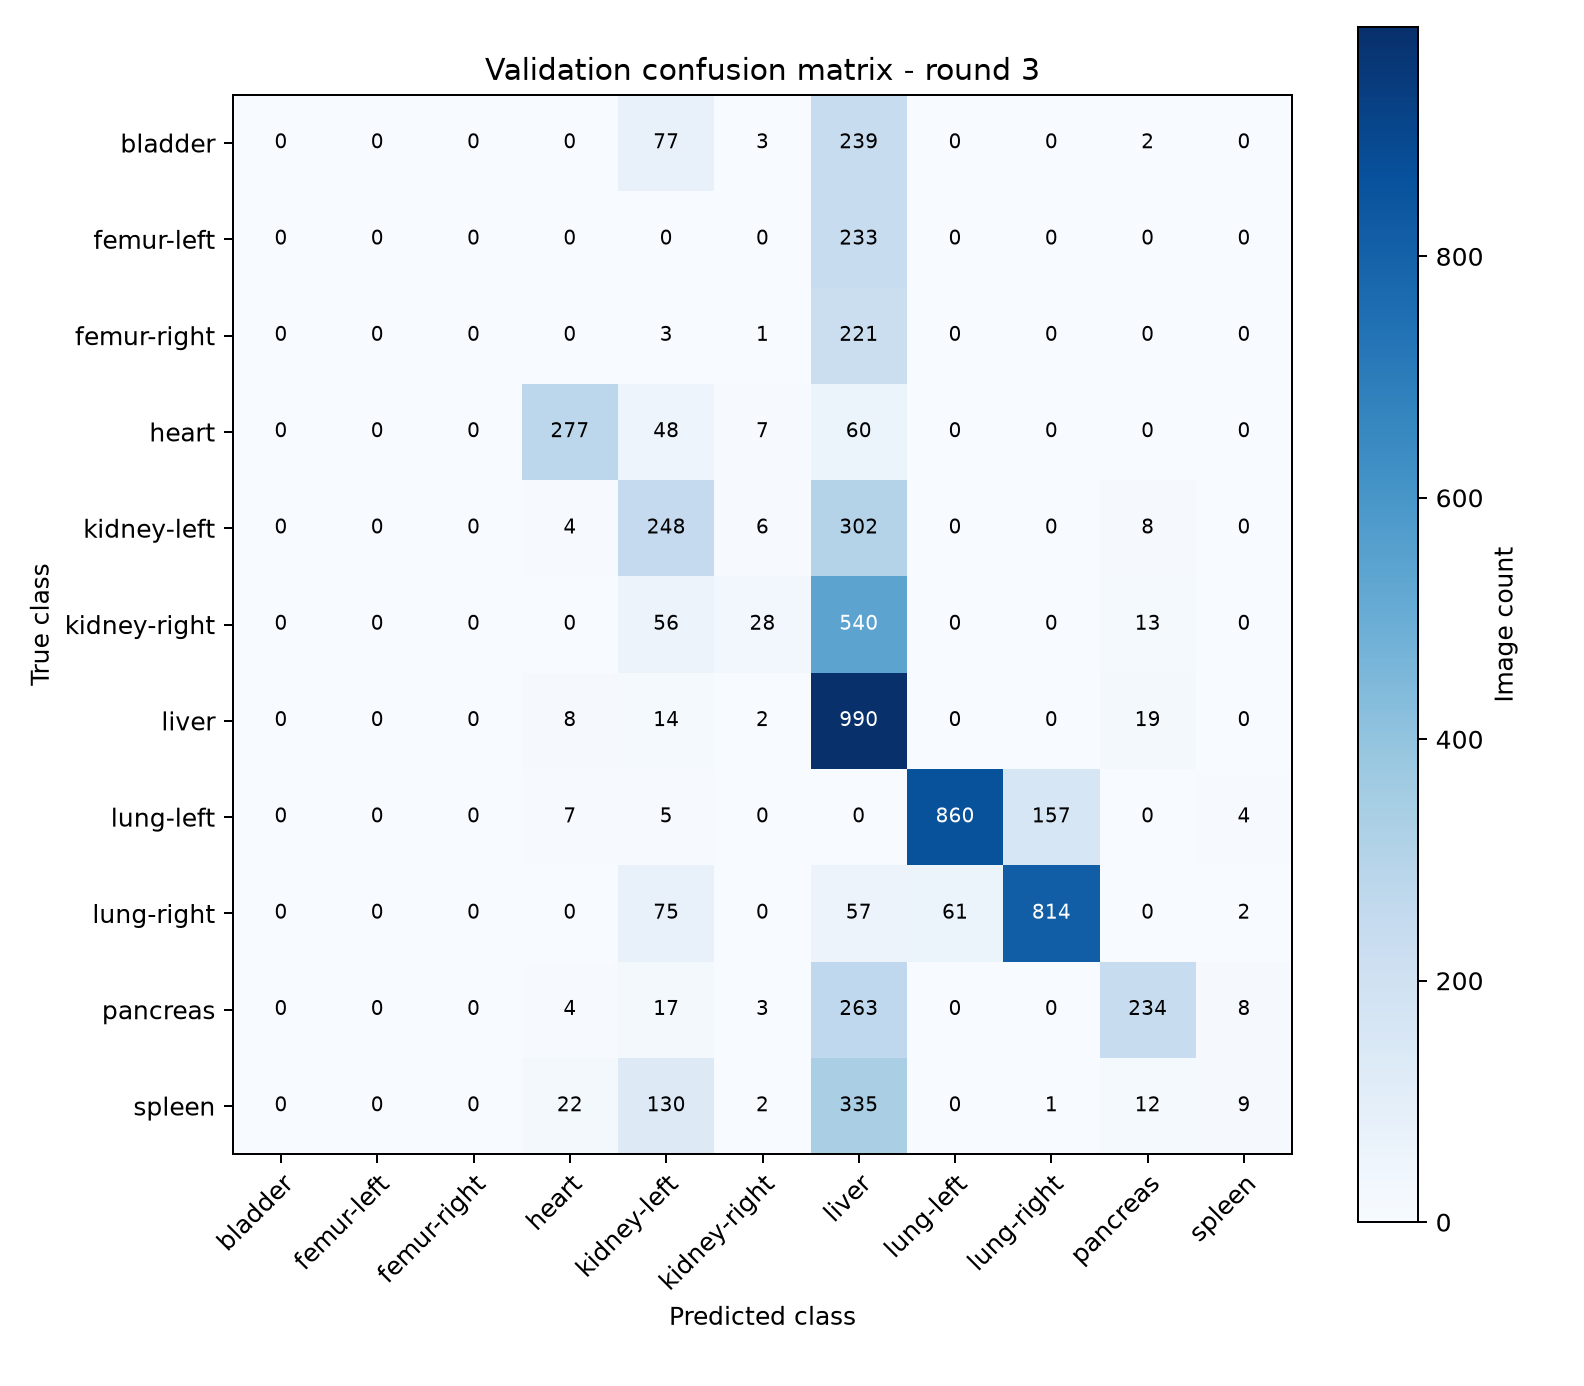 Validation confusion matrix - round 3
bladder 0 0 0 0 77 3 239 0 0 2 0
femur-left 0 0 0 0 0 0 233 0 0 0 0
femur-right 0 0 0 0 3 1 221 0 0 0 0
heart 0 0 0 277 48 7 60 0 0 0 0
kidney-left 0 0 0 4 248 6 302 0 0 8 0
kidney-right 0 0 0 0 56 28 540 0 0 13 0
liver 0 0 0 8 14 2 990 0 0 19 0
lung-left 0 0 0 7 5 0 0 860 157 0 4
lung-right 0 0 0 0 75 0 57 61 814 0 2
pancreas 0 0 0 4 17 3 263 0 0 234 8
spleen 0 0 0 22 130 2 335 0 1 12 9
bladder femur-left femur-right heart kidney-left kidney-right liver lung-left lung-right pancreas spleen
Predicted class
True class
800
600
400
200
0
Image count